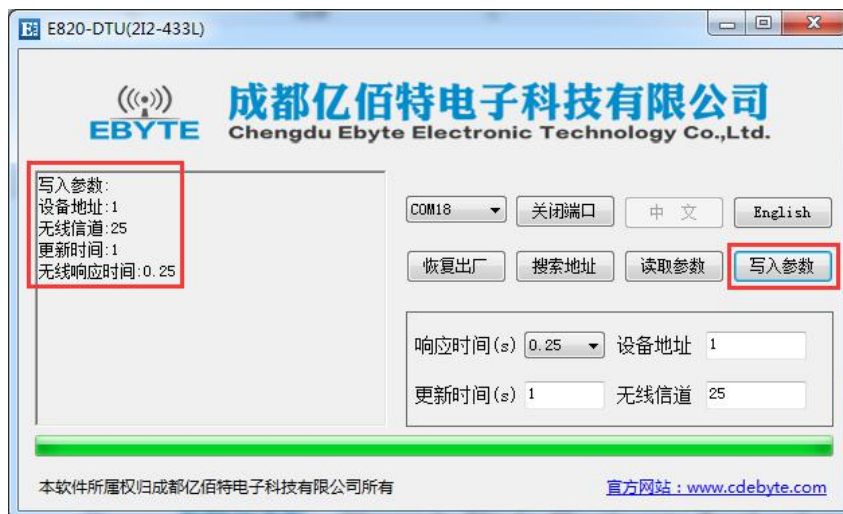 E820-DTU(2I2-433L)
EBYTE
成都亿佰特电子科技有限公司
Chengdu Ebyte Electronic Technology Co.,Ltd.
写入参数:
设备地址:1
无线信道:25
更新时间:1
无线响应时间:0.25
COM18 关闭端口 中 文 English
恢复出厂 搜索地址 读取参数 写入参数
响应时间(s) 0.25 设备地址 1
更新时间(s) 1 无线信道 25
本软件所属权归成都亿佰特电子科技有限公司所有 官方网站：www.cdebyte.com